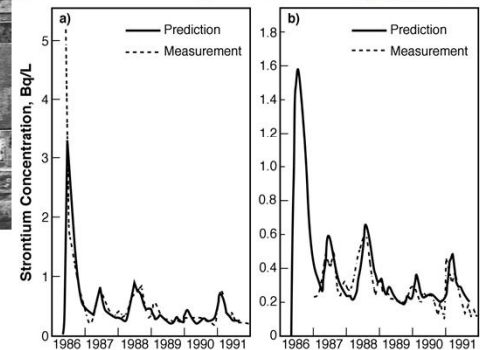 a)
Prediction
Measurement
Strontium Concentration, Bq/L
5
4
3
2
1
0
1986 1987 1988 1989 1990 1991
b)
Prediction
Measurement
1.8
1.6
1.4
1.2
1.0
0.8
0.6
0.4
0.2
0
1986 1987 1988 1989 1990 1991